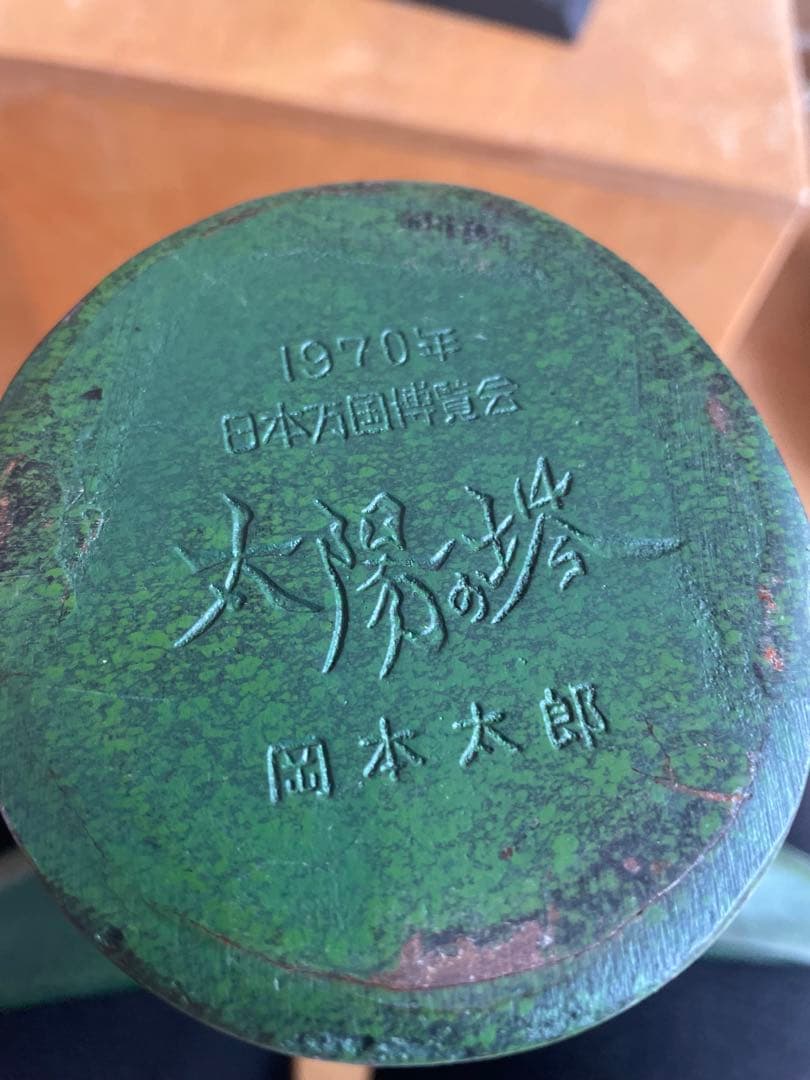 1970年
日本万国博覧会
太陽の塔
岡本太郎